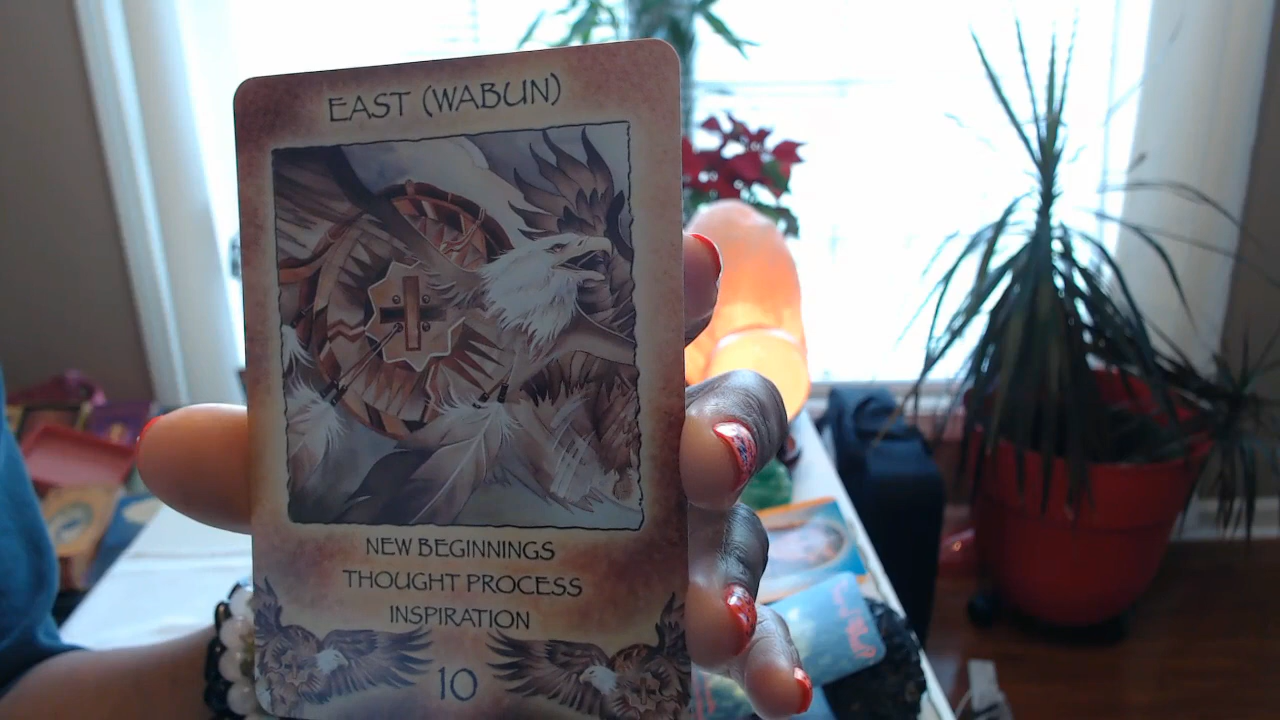 EAST (WABUN)
NEW BEGINNINGS
THOUGHT PROCESS
INSPIRATION
10